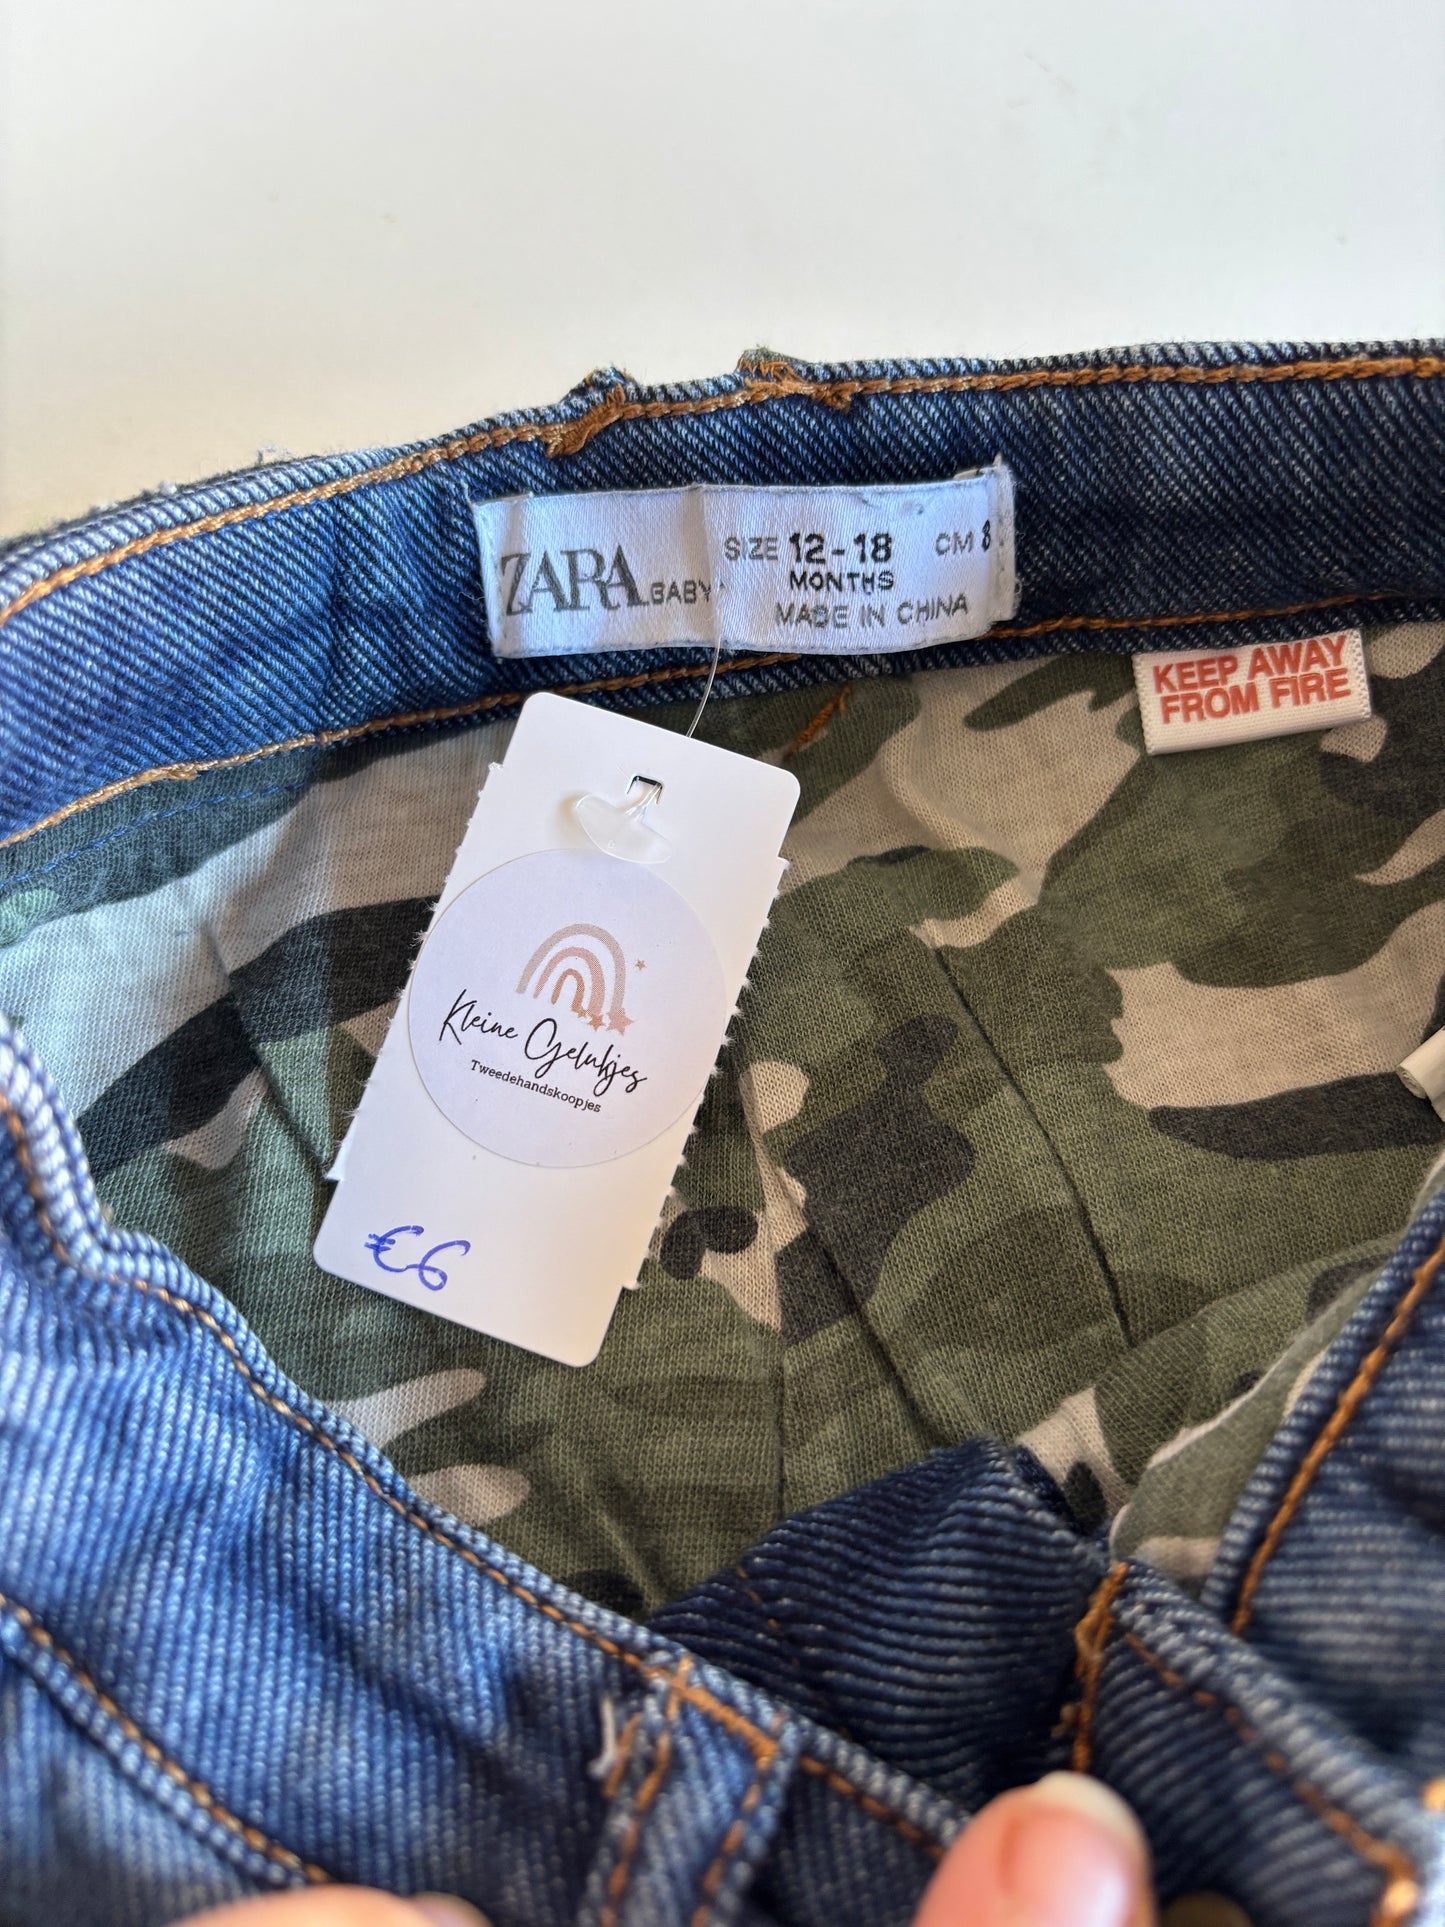 ZARA BABY
SIZE 12-18 CM 8
MONTHS
MADE IN CHINA
KEEP AWAY
FROM FIRE
Kleine Gelukjes
Tweedehandskoopjes
€6